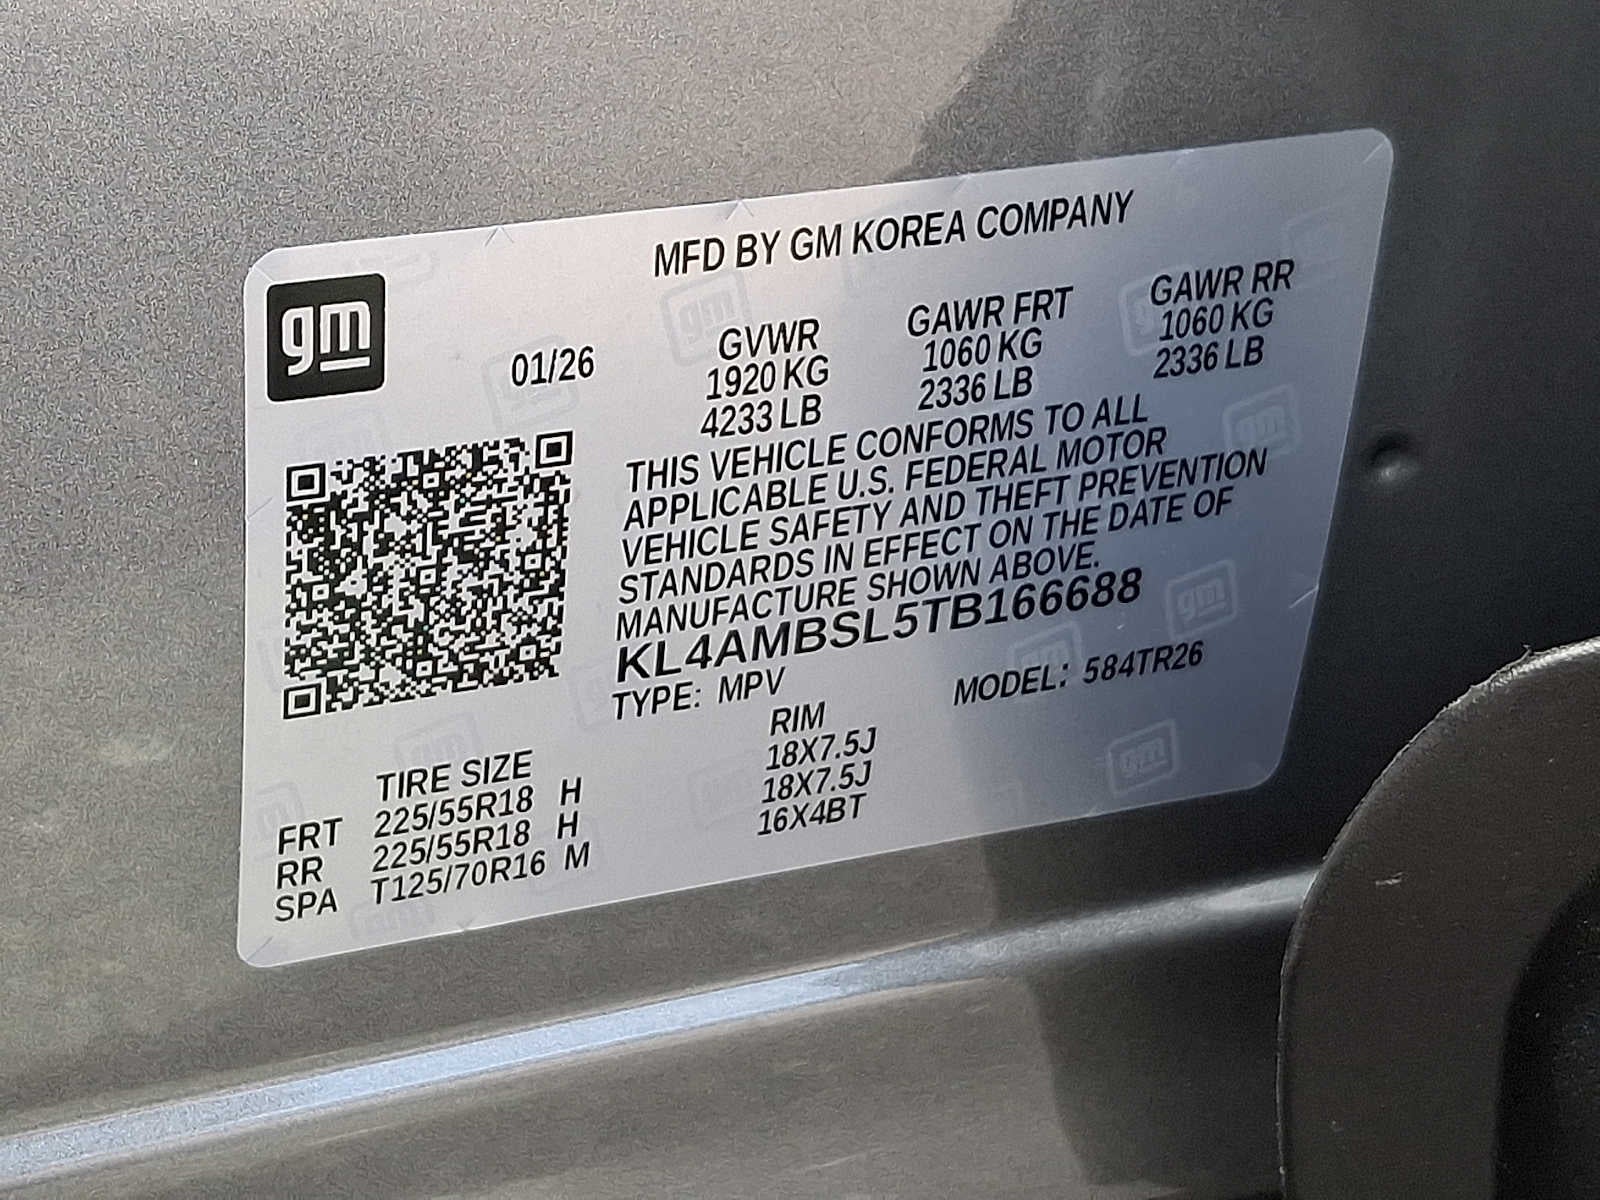 MFD BY GM KOREA COMPANY
gm
01/26
GVWR GAWR FRT GAWR RR
1920 KG 1060 KG 1060 KG
4233 LB 2336 LB 2336 LB
THIS VEHICLE CONFORMS TO ALL
APPLICABLE U.S. FEDERAL MOTOR
VEHICLE SAFETY AND THEFT PREVENTION
STANDARDS IN EFFECT ON THE DATE OF
MANUFACTURE SHOWN ABOVE.
KL4AMBSL5TB166688
TYPE: MPV MODEL: 584TR26
TIRE SIZE RIM
FRT 225/55R18 H 18X7.5J
RR 225/55R18 H 18X7.5J
SPA T125/70R16 M 16X4BT